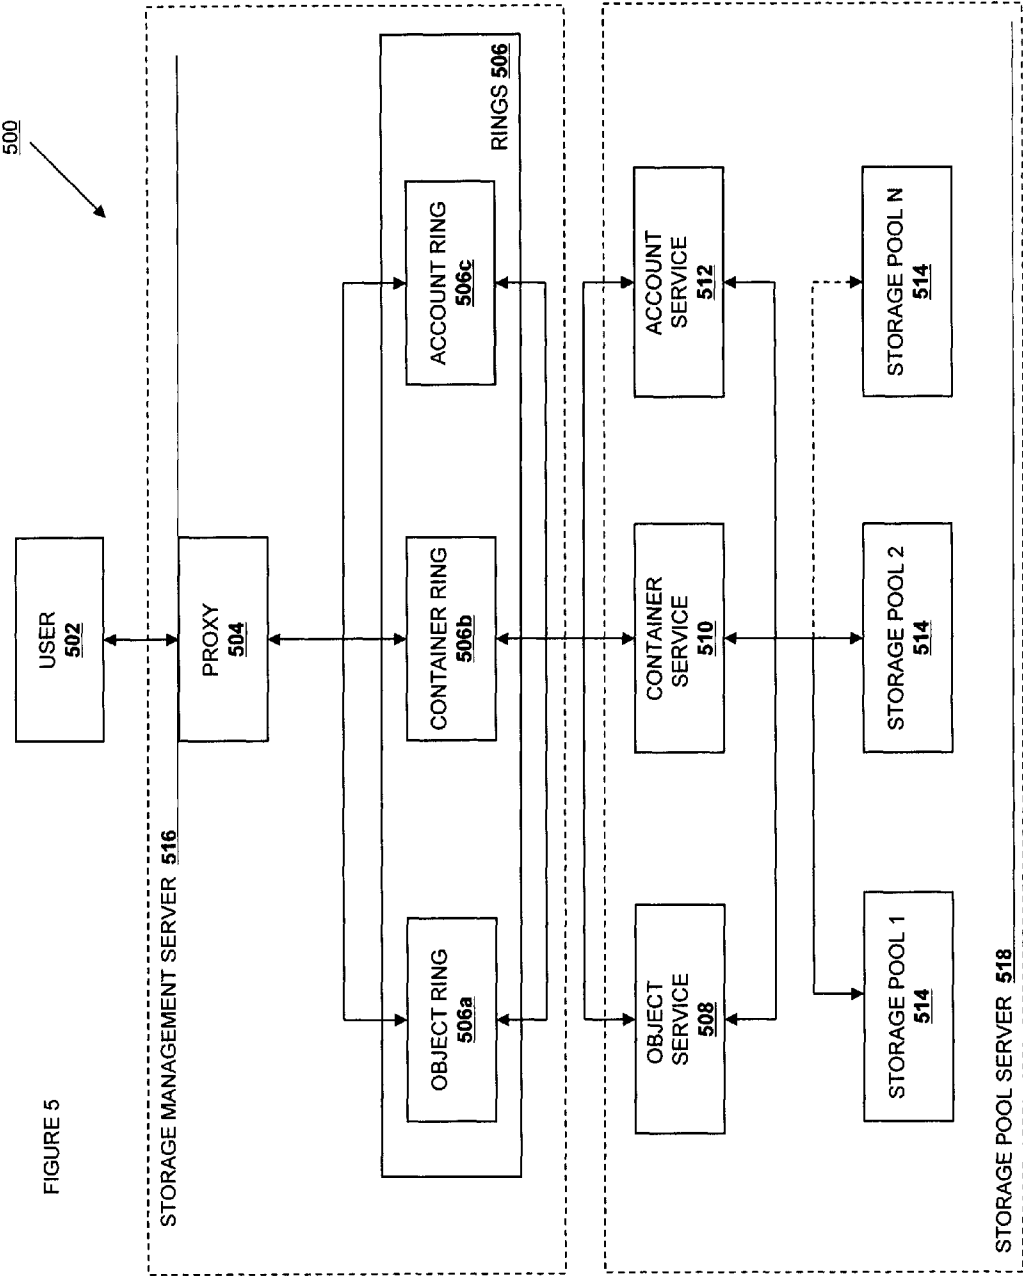 FIGURE 5
500
USER
502
STORAGE MANAGEMENT SERVER 516
PROXY
504
OBJECT RING
506a
CONTAINER RING
506b
ACCOUNT RING
506c
RINGS 506
OBJECT
SERVICE
508
CONTAINER
SERVICE
510
ACCOUNT
SERVICE
512
STORAGE POOL 1
514
STORAGE POOL 2
514
STORAGE POOL N
514
STORAGE POOL SERVER 518